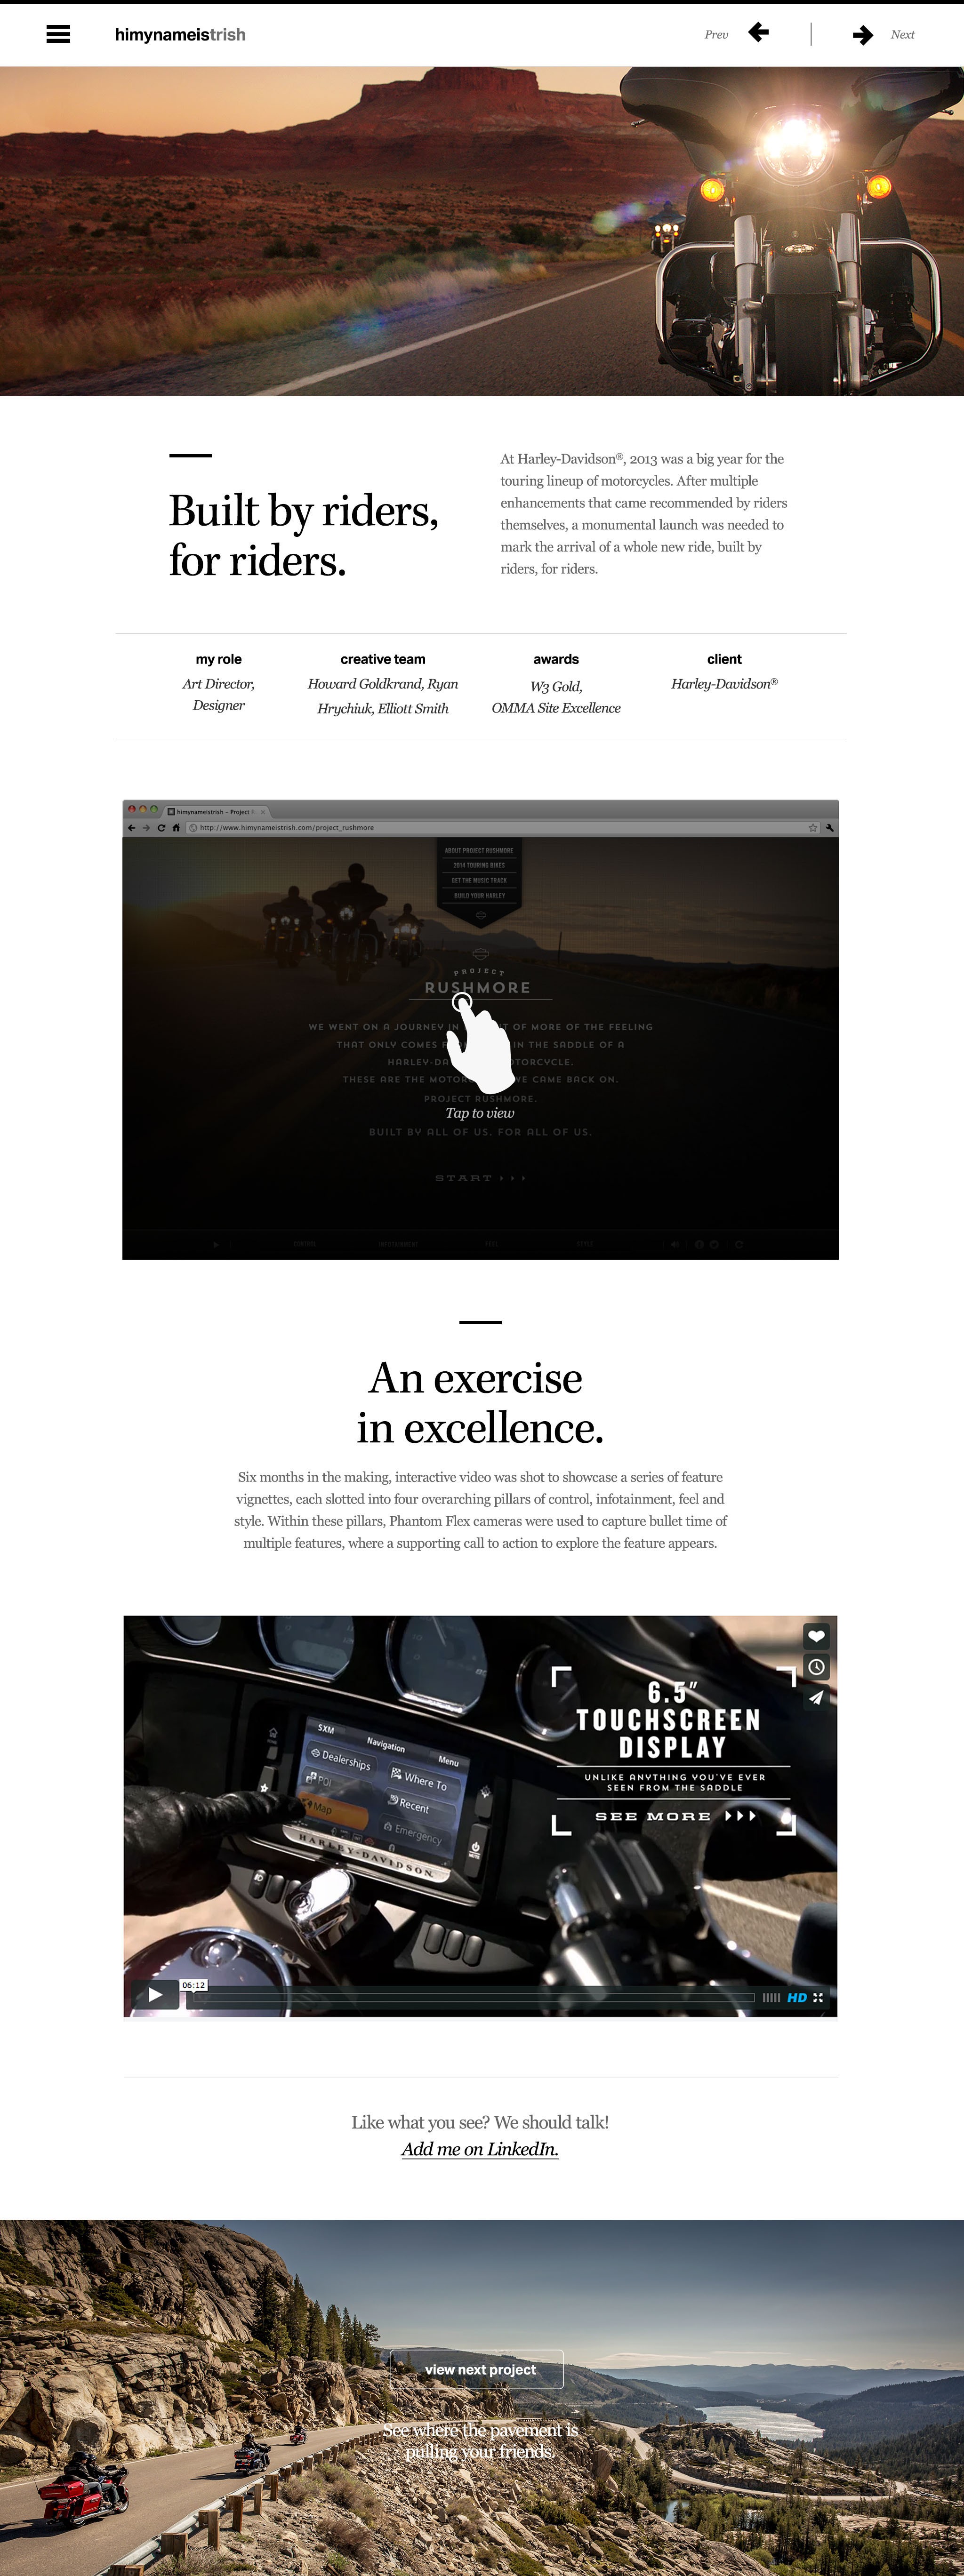 himynameistrish
Prev
Next
Built by riders,
for riders.
At Harley-Davidson®, 2013 was a big year for the
touring lineup of motorcycles. After multiple
enhancements that came recommended by riders
themselves, a monumental launch was needed to
mark the arrival of a whole new ride, built by
riders, for riders.
my role
Art Director,
Designer
creative team
Howard Goldkrand, Ryan
Hrychiuk, Elliott Smith
awards
W3 Gold,
OMMA Site Excellence
client
Harley-Davidson®
himynameistrish – Project
http://www.himynameistrish.com/project_rushmore
ABOUT PROJECT RUSHMORE
2014 TOURING BIKES
GET THE MUSIC TRACK
BUILD YOUR HARLEY
PROJECT
RUSHMORE
WE WENT ON A JOURNEY IN OF MORE OF THE FEELING
THAT ONLY COMES IN THE SADDLE OF A
HARLEY-DA
THESE ARE THE WE CAME BACK ON.
PROJECT RUSHMORE.
Tap to view
BUILT BY ALL OF US. FOR ALL OF US.
START
CONTROL INFOTAINMENT FEEL STYLE
An exercise
in excellence.
Six months in the making, interactive video was shot to showcase a series of feature
vignettes, each slotted into four overarching pillars of control, infotainment, feel and
style. Within these pillars, Phantom Flex cameras were used to capture bullet time of
multiple features, where a supporting call to action to explore the feature appears.
6.5"
TOUCHSCREEN
DISPLAY
UNLIKE ANYTHING YOU'VE EVER
SEEN FROM THE SADDLE
SEE MORE
SXM Navigation Menu
Dealerships Where To
POI Recent
Map Emergency
HARLEY-DAVIDSON
06:12
HD
Like what you see? We should talk!
Add me on LinkedIn.
view next project
See where the pavement is
pulling your friends.